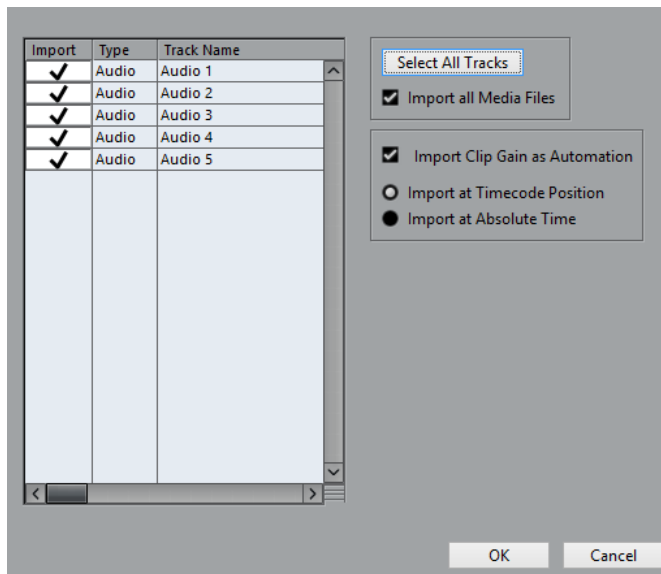 Import Type Track Name
Audio Audio 1
Audio Audio 2
Audio Audio 3
Audio Audio 4
Audio Audio 5
Select All Tracks
Import all Media Files
Import Clip Gain as Automation
Import at Timecode Position
Import at Absolute Time
OK Cancel